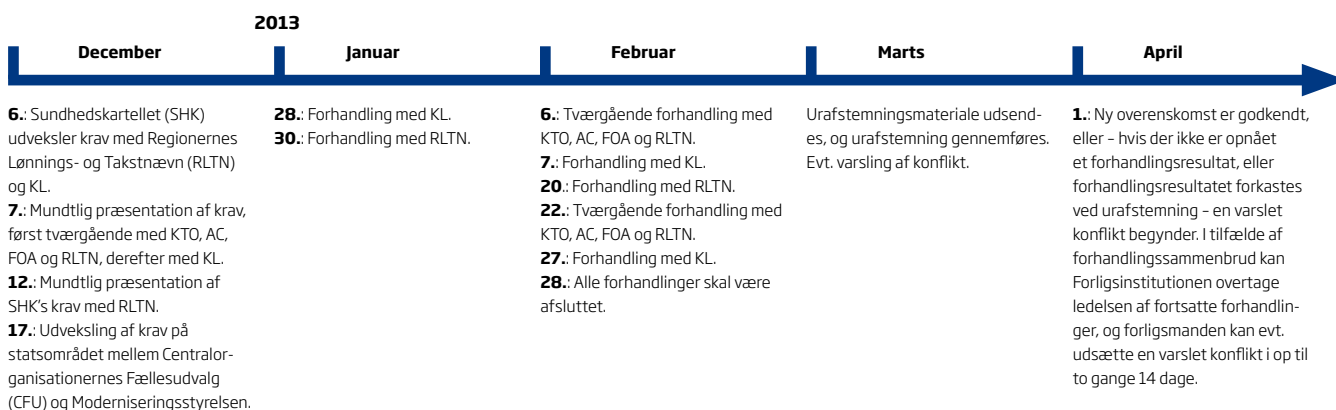 2013
December
Januar
Februar
Marts
April
6.: Sundhedskartellet (SHK)
udveksler krav med Regionernes
Lønnings- og Takstnævn (RLTN)
og KL.
7.: Mundtlig præsentation af krav,
først tværgående med KTO, AC,
FOA og RLTN, derefter med KL.
12.: Mundtlig præsentation af
SHK's krav med RLTN.
17.: Udveksling af krav på
statsområdet mellem Centralor-
ganisationernes Fællesudvalg
(CFU) og Moderniseringsstyrelsen.
28.: Forhandling med KL.
30.: Forhandling med RLTN.
6.: Tværgående forhandling med
KTO, AC, FOA og RLTN.
7.: Forhandling med KL.
20.: Forhandling med RLTN.
22.: Tværgående forhandling med
KTO, AC, FOA og RLTN.
27.: Forhandling med KL.
28.: Alle forhandlinger skal være
afsluttet.
Urafstemningsmateriale udsend-
es, og urafstemning gennemføres.
Evt. varsling af konflikt.
1.: Ny overenskomst er godkendt,
eller – hvis der ikke er opnået
et forhandlingsresultat, eller
forhandlingsresultatet forkastes
ved urafstemning – en varslet
konflikt begynder. I tilfælde af
forhandlingssammenbrud kan
Forligsinstitutionen overtage
ledelsen af fortsatte forhandlin-
ger, og forligsmanden kan evt.
udsætte en varslet konflikt i op til
to gange 14 dage.